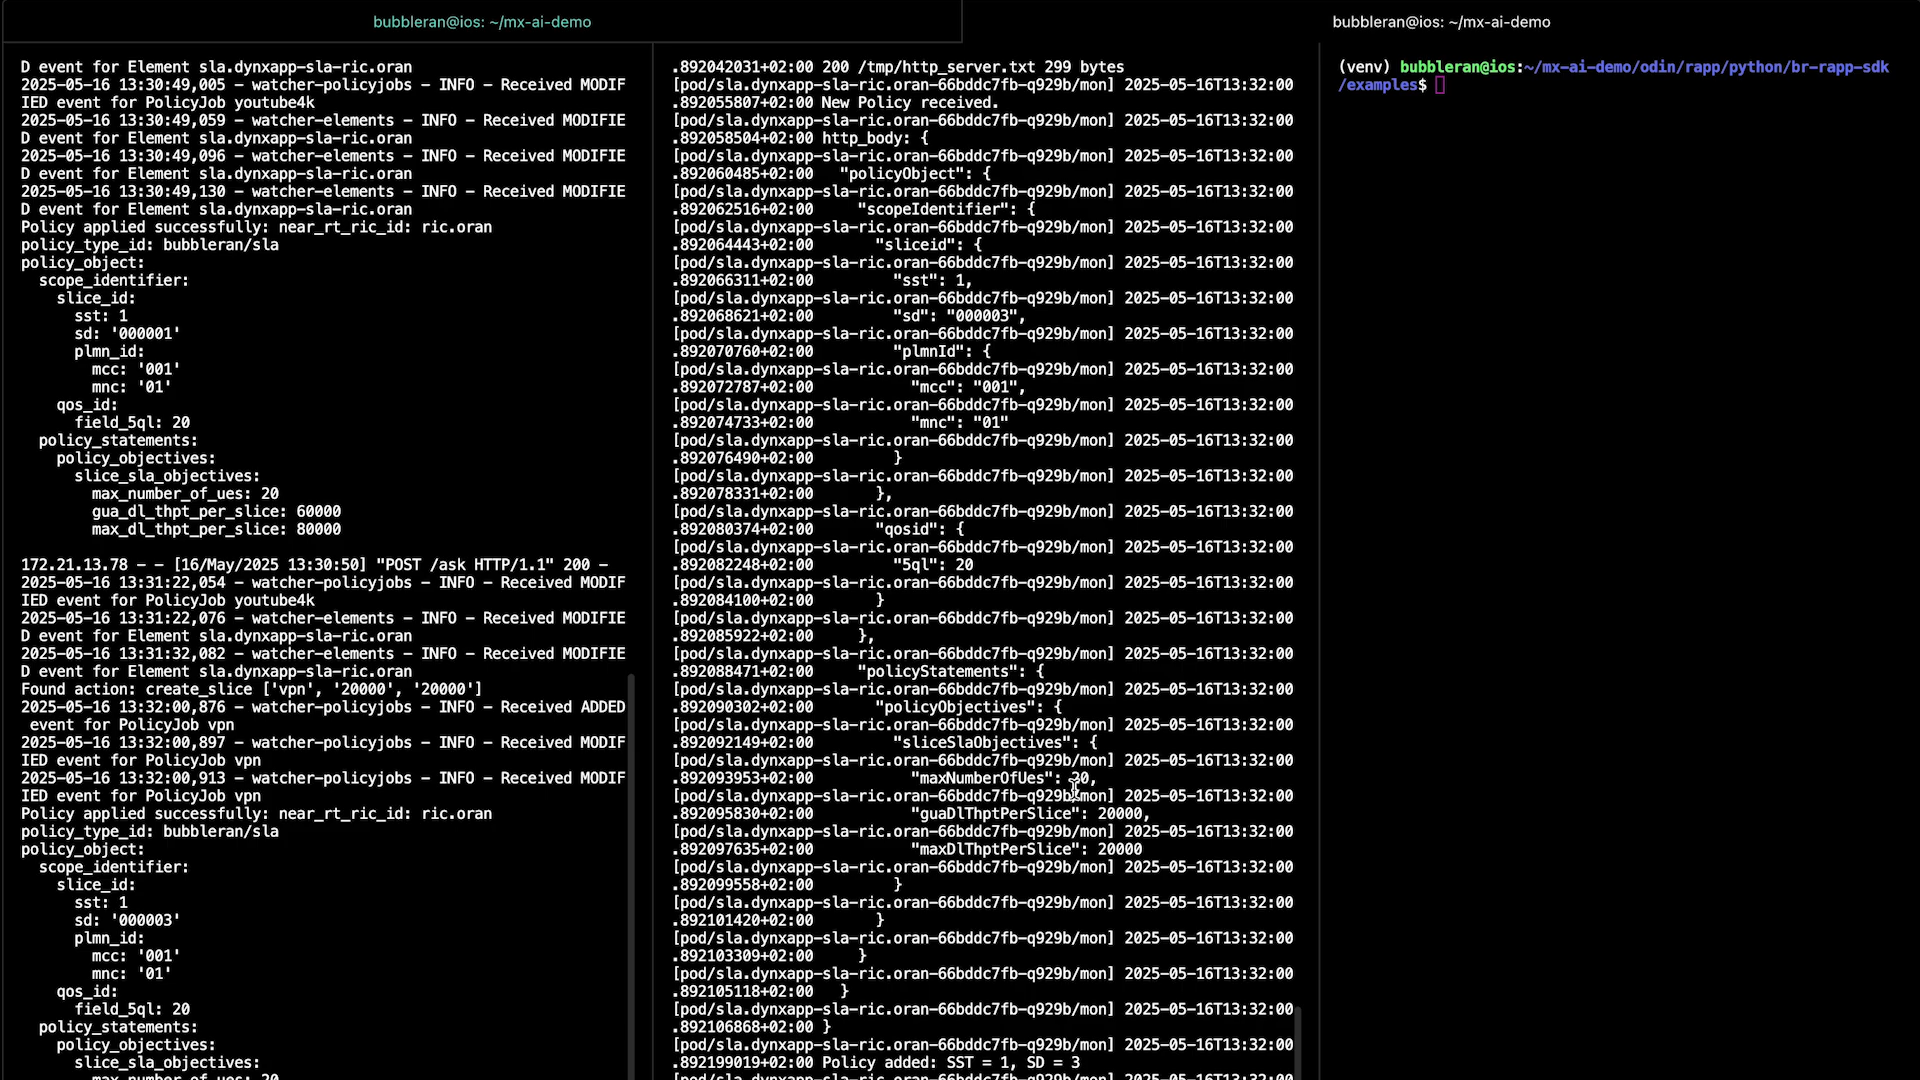 bubbleran@ios: ~/mx-ai-demo
bubbleran@ios: ~/mx-ai-demo
D event for Element sla.dynxapp-sla-ric.oran
2025-05-16 13:30:49,005 – watcher-policyjobs – INFO – Received MODIF
IED event for PolicyJob youtube4k
2025-05-16 13:30:49,059 – watcher-elements – INFO – Received MODIFIE
D event for Element sla.dynxapp-sla-ric.oran
2025-05-16 13:30:49,096 – watcher-elements – INFO – Received MODIFIE
D event for Element sla.dynxapp-sla-ric.oran
2025-05-16 13:30:49,130 – watcher-elements – INFO – Received MODIFIE
D event for Element sla.dynxapp-sla-ric.oran
Policy applied successfully: near_rt_ric_id: ric.oran
policy_type_id: bubbleran/sla
policy_object:
  scope_identifier:
    slice_id:
      sst: 1
      sd: '000001'
      plmn_id:
        mcc: '001'
        mnc: '01'
    qos_id:
      field_5ql: 20
  policy_statements:
    policy_objectives:
      slice_sla_objectives:
        max_number_of_ues: 20
        gua_dl_thpt_per_slice: 60000
        max_dl_thpt_per_slice: 80000
172.21.13.78 – – [16/May/2025 13:30:50] "POST /ask HTTP/1.1" 200 –
2025-05-16 13:31:22,054 – watcher-policyjobs – INFO – Received MODIF
IED event for PolicyJob youtube4k
2025-05-16 13:31:22,076 – watcher-elements – INFO – Received MODIFIE
D event for Element sla.dynxapp-sla-ric.oran
2025-05-16 13:31:32,082 – watcher-elements – INFO – Received MODIFIE
D event for Element sla.dynxapp-sla-ric.oran
Found action: create_slice ['vpn', '20000', '20000']
2025-05-16 13:32:00,876 – watcher-policyjobs – INFO – Received ADDED
 event for PolicyJob vpn
2025-05-16 13:32:00,897 – watcher-policyjobs – INFO – Received MODIF
IED event for PolicyJob vpn
2025-05-16 13:32:00,913 – watcher-policyjobs – INFO – Received MODIF
IED event for PolicyJob vpn
Policy applied successfully: near_rt_ric_id: ric.oran
policy_type_id: bubbleran/sla
policy_object:
  scope_identifier:
    slice_id:
      sst: 1
      sd: '000003'
      plmn_id:
        mcc: '001'
        mnc: '01'
    qos_id:
      field_5ql: 20
  policy_statements:
    policy_objectives:
      slice_sla_objectives:
        max_number_of_ues: 20
.892042031+02:00 200 /tmp/http_server.txt 299 bytes
[pod/sla.dynxapp-sla-ric.oran-66bddc7fb-q929b/mon] 2025-05-16T13:32:00
.892055807+02:00 New Policy received.
[pod/sla.dynxapp-sla-ric.oran-66bddc7fb-q929b/mon] 2025-05-16T13:32:00
.892058504+02:00 http_body: {
[pod/sla.dynxapp-sla-ric.oran-66bddc7fb-q929b/mon] 2025-05-16T13:32:00
.892060485+02:00   "policyObject": {
[pod/sla.dynxapp-sla-ric.oran-66bddc7fb-q929b/mon] 2025-05-16T13:32:00
.892062516+02:00     "scopeIdentifier": {
[pod/sla.dynxapp-sla-ric.oran-66bddc7fb-q929b/mon] 2025-05-16T13:32:00
.892064443+02:00       "sliceid": {
[pod/sla.dynxapp-sla-ric.oran-66bddc7fb-q929b/mon] 2025-05-16T13:32:00
.892066311+02:00         "sst": 1,
[pod/sla.dynxapp-sla-ric.oran-66bddc7fb-q929b/mon] 2025-05-16T13:32:00
.892068621+02:00         "sd": "000003",
[pod/sla.dynxapp-sla-ric.oran-66bddc7fb-q929b/mon] 2025-05-16T13:32:00
.892070760+02:00         "plmnId": {
[pod/sla.dynxapp-sla-ric.oran-66bddc7fb-q929b/mon] 2025-05-16T13:32:00
.892072787+02:00           "mcc": "001",
[pod/sla.dynxapp-sla-ric.oran-66bddc7fb-q929b/mon] 2025-05-16T13:32:00
.892074733+02:00           "mnc": "01"
[pod/sla.dynxapp-sla-ric.oran-66bddc7fb-q929b/mon] 2025-05-16T13:32:00
.892076490+02:00         }
[pod/sla.dynxapp-sla-ric.oran-66bddc7fb-q929b/mon] 2025-05-16T13:32:00
.892078331+02:00       },
[pod/sla.dynxapp-sla-ric.oran-66bddc7fb-q929b/mon] 2025-05-16T13:32:00
.892080374+02:00       "qosid": {
[pod/sla.dynxapp-sla-ric.oran-66bddc7fb-q929b/mon] 2025-05-16T13:32:00
.892082248+02:00         "5ql": 20
[pod/sla.dynxapp-sla-ric.oran-66bddc7fb-q929b/mon] 2025-05-16T13:32:00
.892084100+02:00       }
[pod/sla.dynxapp-sla-ric.oran-66bddc7fb-q929b/mon] 2025-05-16T13:32:00
.892085922+02:00     },
[pod/sla.dynxapp-sla-ric.oran-66bddc7fb-q929b/mon] 2025-05-16T13:32:00
.892088471+02:00     "policyStatements": {
[pod/sla.dynxapp-sla-ric.oran-66bddc7fb-q929b/mon] 2025-05-16T13:32:00
.892090302+02:00       "policyObjectives": {
[pod/sla.dynxapp-sla-ric.oran-66bddc7fb-q929b/mon] 2025-05-16T13:32:00
.892092149+02:00         "sliceSlaObjectives": {
[pod/sla.dynxapp-sla-ric.oran-66bddc7fb-q929b/mon] 2025-05-16T13:32:00
.892093953+02:00           "maxNumberOfUes": 20,
[pod/sla.dynxapp-sla-ric.oran-66bddc7fb-q929b/mon] 2025-05-16T13:32:00
.892095830+02:00           "guaDlThptPerSlice": 20000,
[pod/sla.dynxapp-sla-ric.oran-66bddc7fb-q929b/mon] 2025-05-16T13:32:00
.892097635+02:00           "maxDlThptPerSlice": 20000
[pod/sla.dynxapp-sla-ric.oran-66bddc7fb-q929b/mon] 2025-05-16T13:32:00
.892099558+02:00         }
[pod/sla.dynxapp-sla-ric.oran-66bddc7fb-q929b/mon] 2025-05-16T13:32:00
.892101420+02:00       }
[pod/sla.dynxapp-sla-ric.oran-66bddc7fb-q929b/mon] 2025-05-16T13:32:00
.892103309+02:00     }
[pod/sla.dynxapp-sla-ric.oran-66bddc7fb-q929b/mon] 2025-05-16T13:32:00
.892105118+02:00   }
[pod/sla.dynxapp-sla-ric.oran-66bddc7fb-q929b/mon] 2025-05-16T13:32:00
.892106868+02:00 }
[pod/sla.dynxapp-sla-ric.oran-66bddc7fb-q929b/mon] 2025-05-16T13:32:00
.892199019+02:00 Policy added: SST = 1, SD = 3
[pod/sla.dynxapp-sla-ric.oran-66bddc7fb-q929b/mon] 2025-05-16T13:32:00
(venv) bubbleran@ios:~/mx-ai-demo/odin/rapp/python/br-rapp-sdk
/examples$